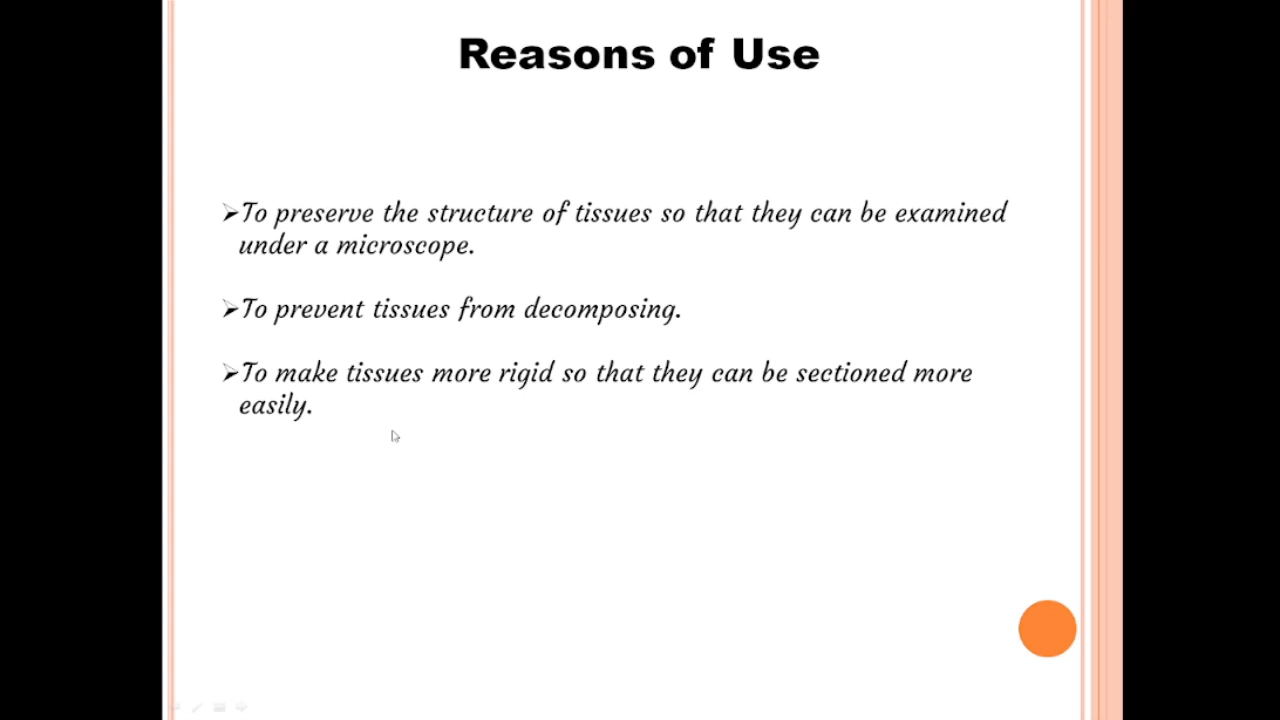 Reasons of Use
➢To preserve the structure of tissues so that they can be examined
under a microscope.
➢To prevent tissues from decomposing.
➢To make tissues more rigid so that they can be sectioned more
easily.